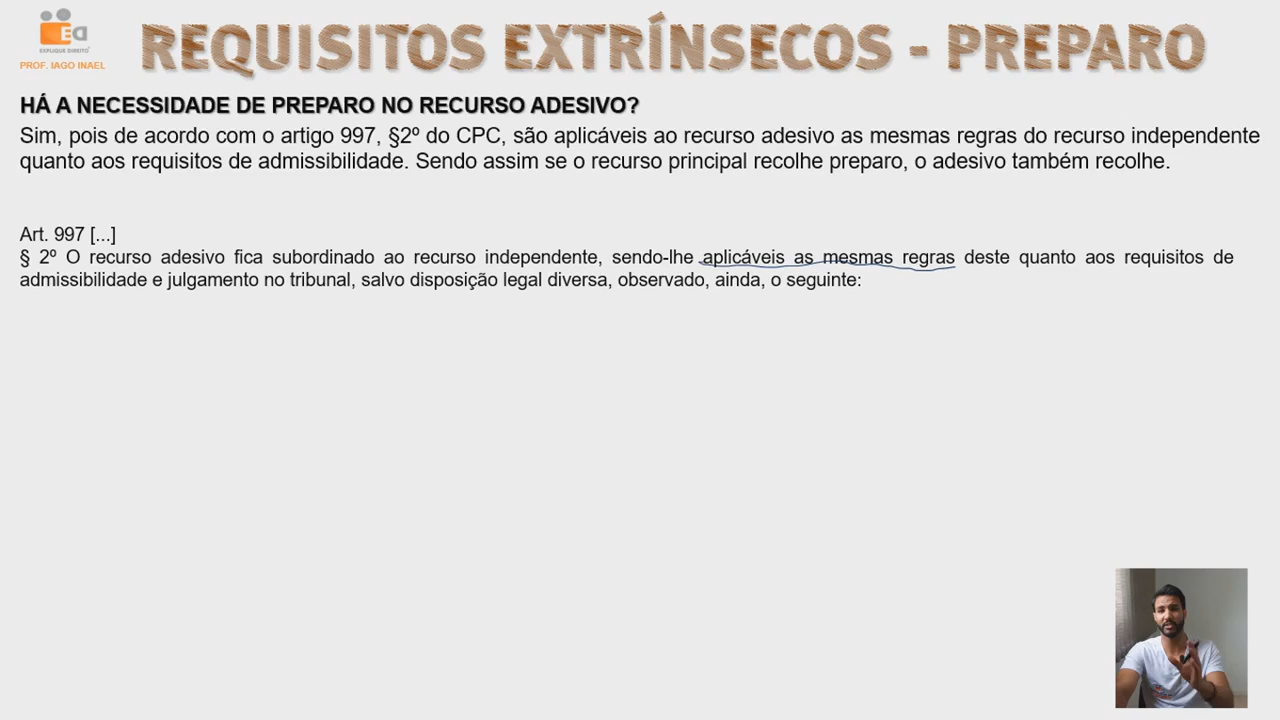 ED
EXPLIQUE DIREITO
PROF. IAGO INAEL
REQUISITOS EXTRÍNSECOS - PREPARO
HÁ A NECESSIDADE DE PREPARO NO RECURSO ADESIVO?
Sim, pois de acordo com o artigo 997, §2º do CPC, são aplicáveis ao recurso adesivo as mesmas regras do recurso independente
quanto aos requisitos de admissibilidade. Sendo assim se o recurso principal recolhe preparo, o adesivo também recolhe.
Art. 997 [...]
§ 2º O recurso adesivo fica subordinado ao recurso independente, sendo-lhe aplicáveis as mesmas regras deste quanto aos requisitos de
admissibilidade e julgamento no tribunal, salvo disposição legal diversa, observado, ainda, o seguinte: